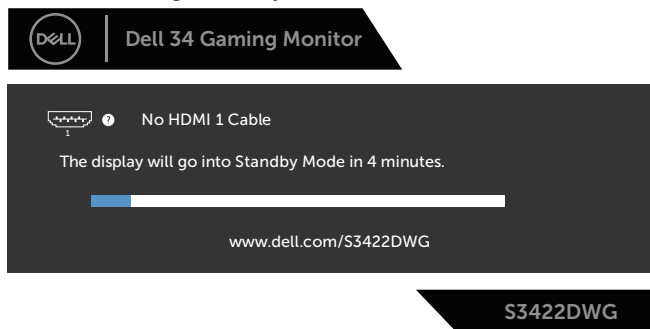 DELL
Dell 34 Gaming Monitor
1
?
No HDMI 1 Cable
The display will go into Standby Mode in 4 minutes.
www.dell.com/S3422DWG
S3422DWG